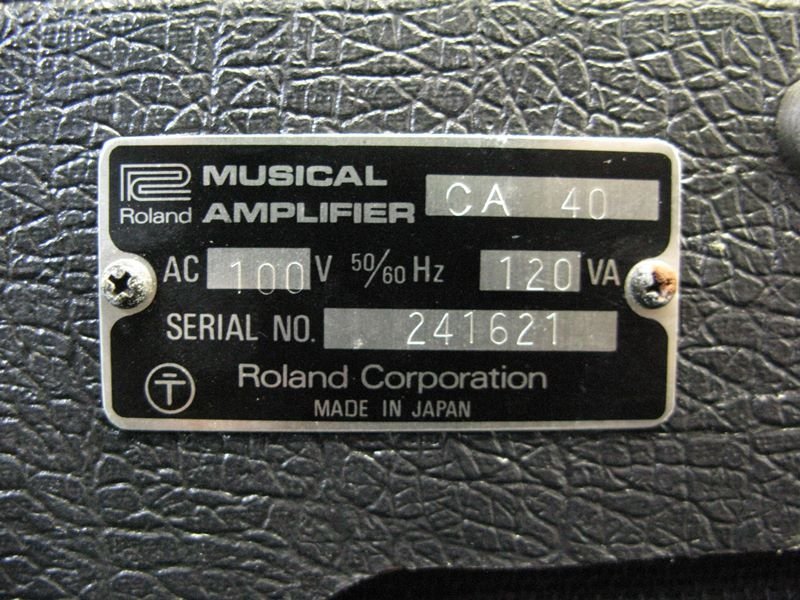 Roland MUSICAL AMPLIFIER CA 40
AC 100 V 50/60 Hz 120 VA
SERIAL NO. 241621
Roland Corporation
MADE IN JAPAN